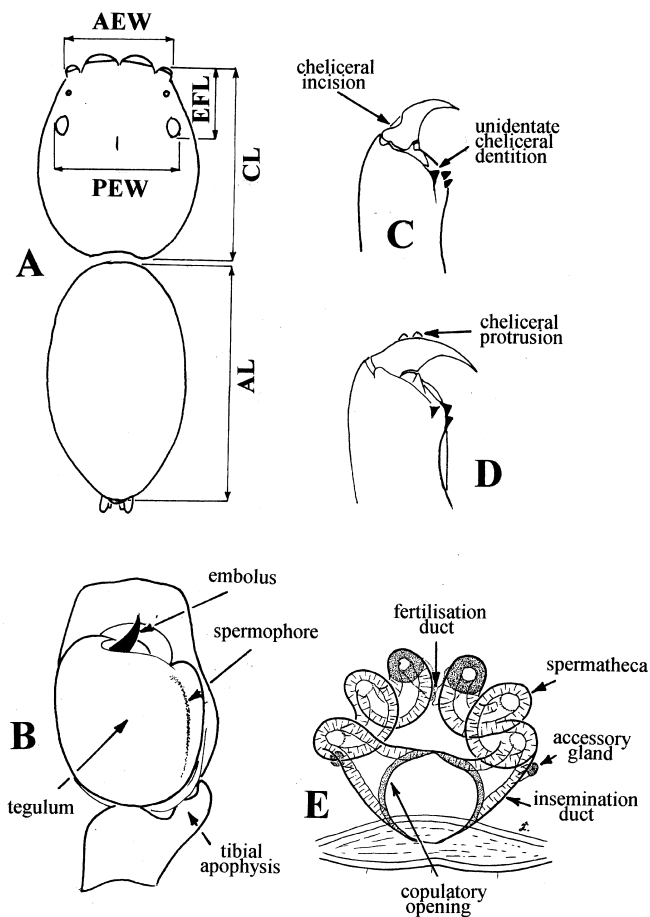 AEW
EFL
CL
PEW
A
AL
cheliceral
incision
unidentate
cheliceral
dentition
C
cheliceral
protrusion
D
embolus
spermophore
B
tegulum
tibial
apophysis
fertilisation
duct
spermatheca
accessory
gland
insemination
duct
E
copulatory
opening